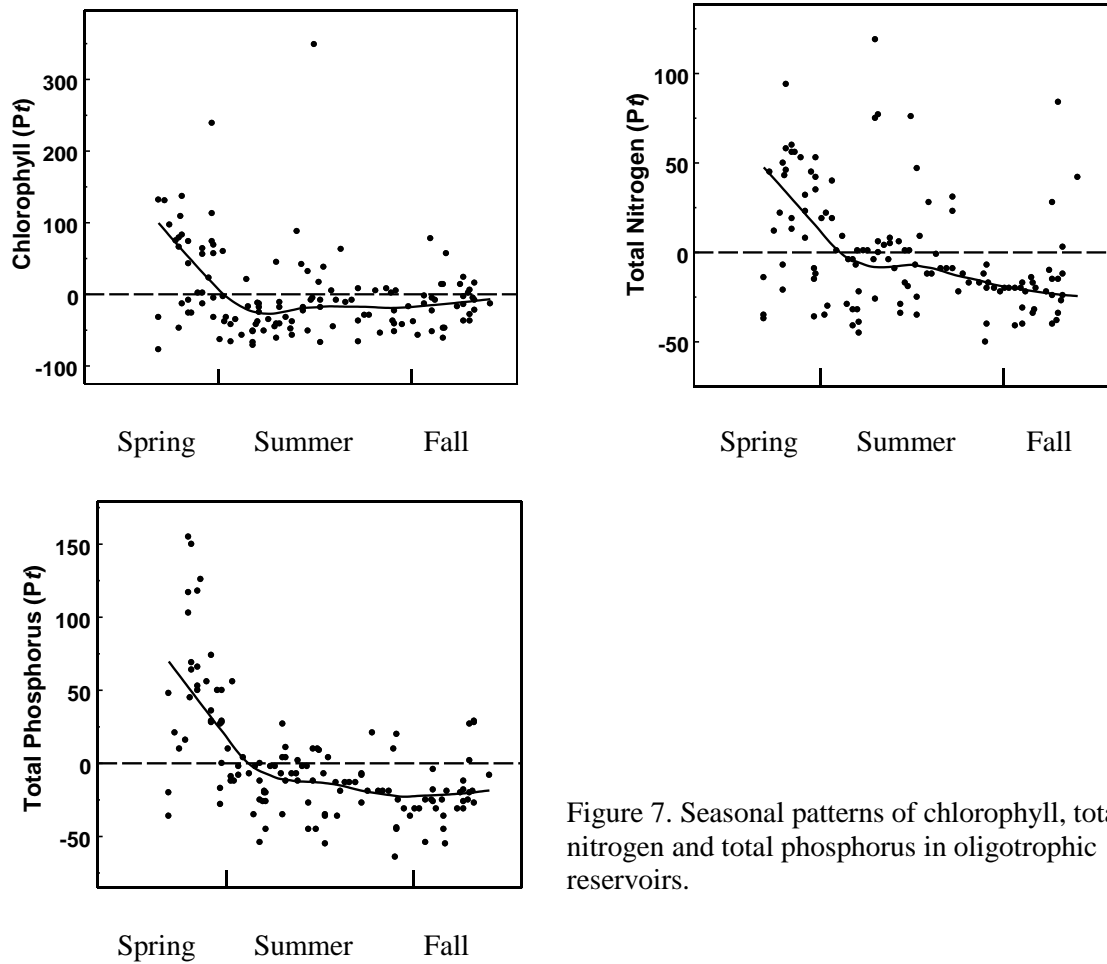 Chlorophyll (Pt)
350
300
200
100
0
-100
Spring Summer Fall
Total Nitrogen (Pt)
100
50
0
-50
Spring Summer Fall
Total Phosphorus (Pt)
150
100
50
0
-50
Spring Summer Fall
Figure 7. Seasonal patterns of chlorophyll, tota
nitrogen and total phosphorus in oligotrophic
reservoirs.